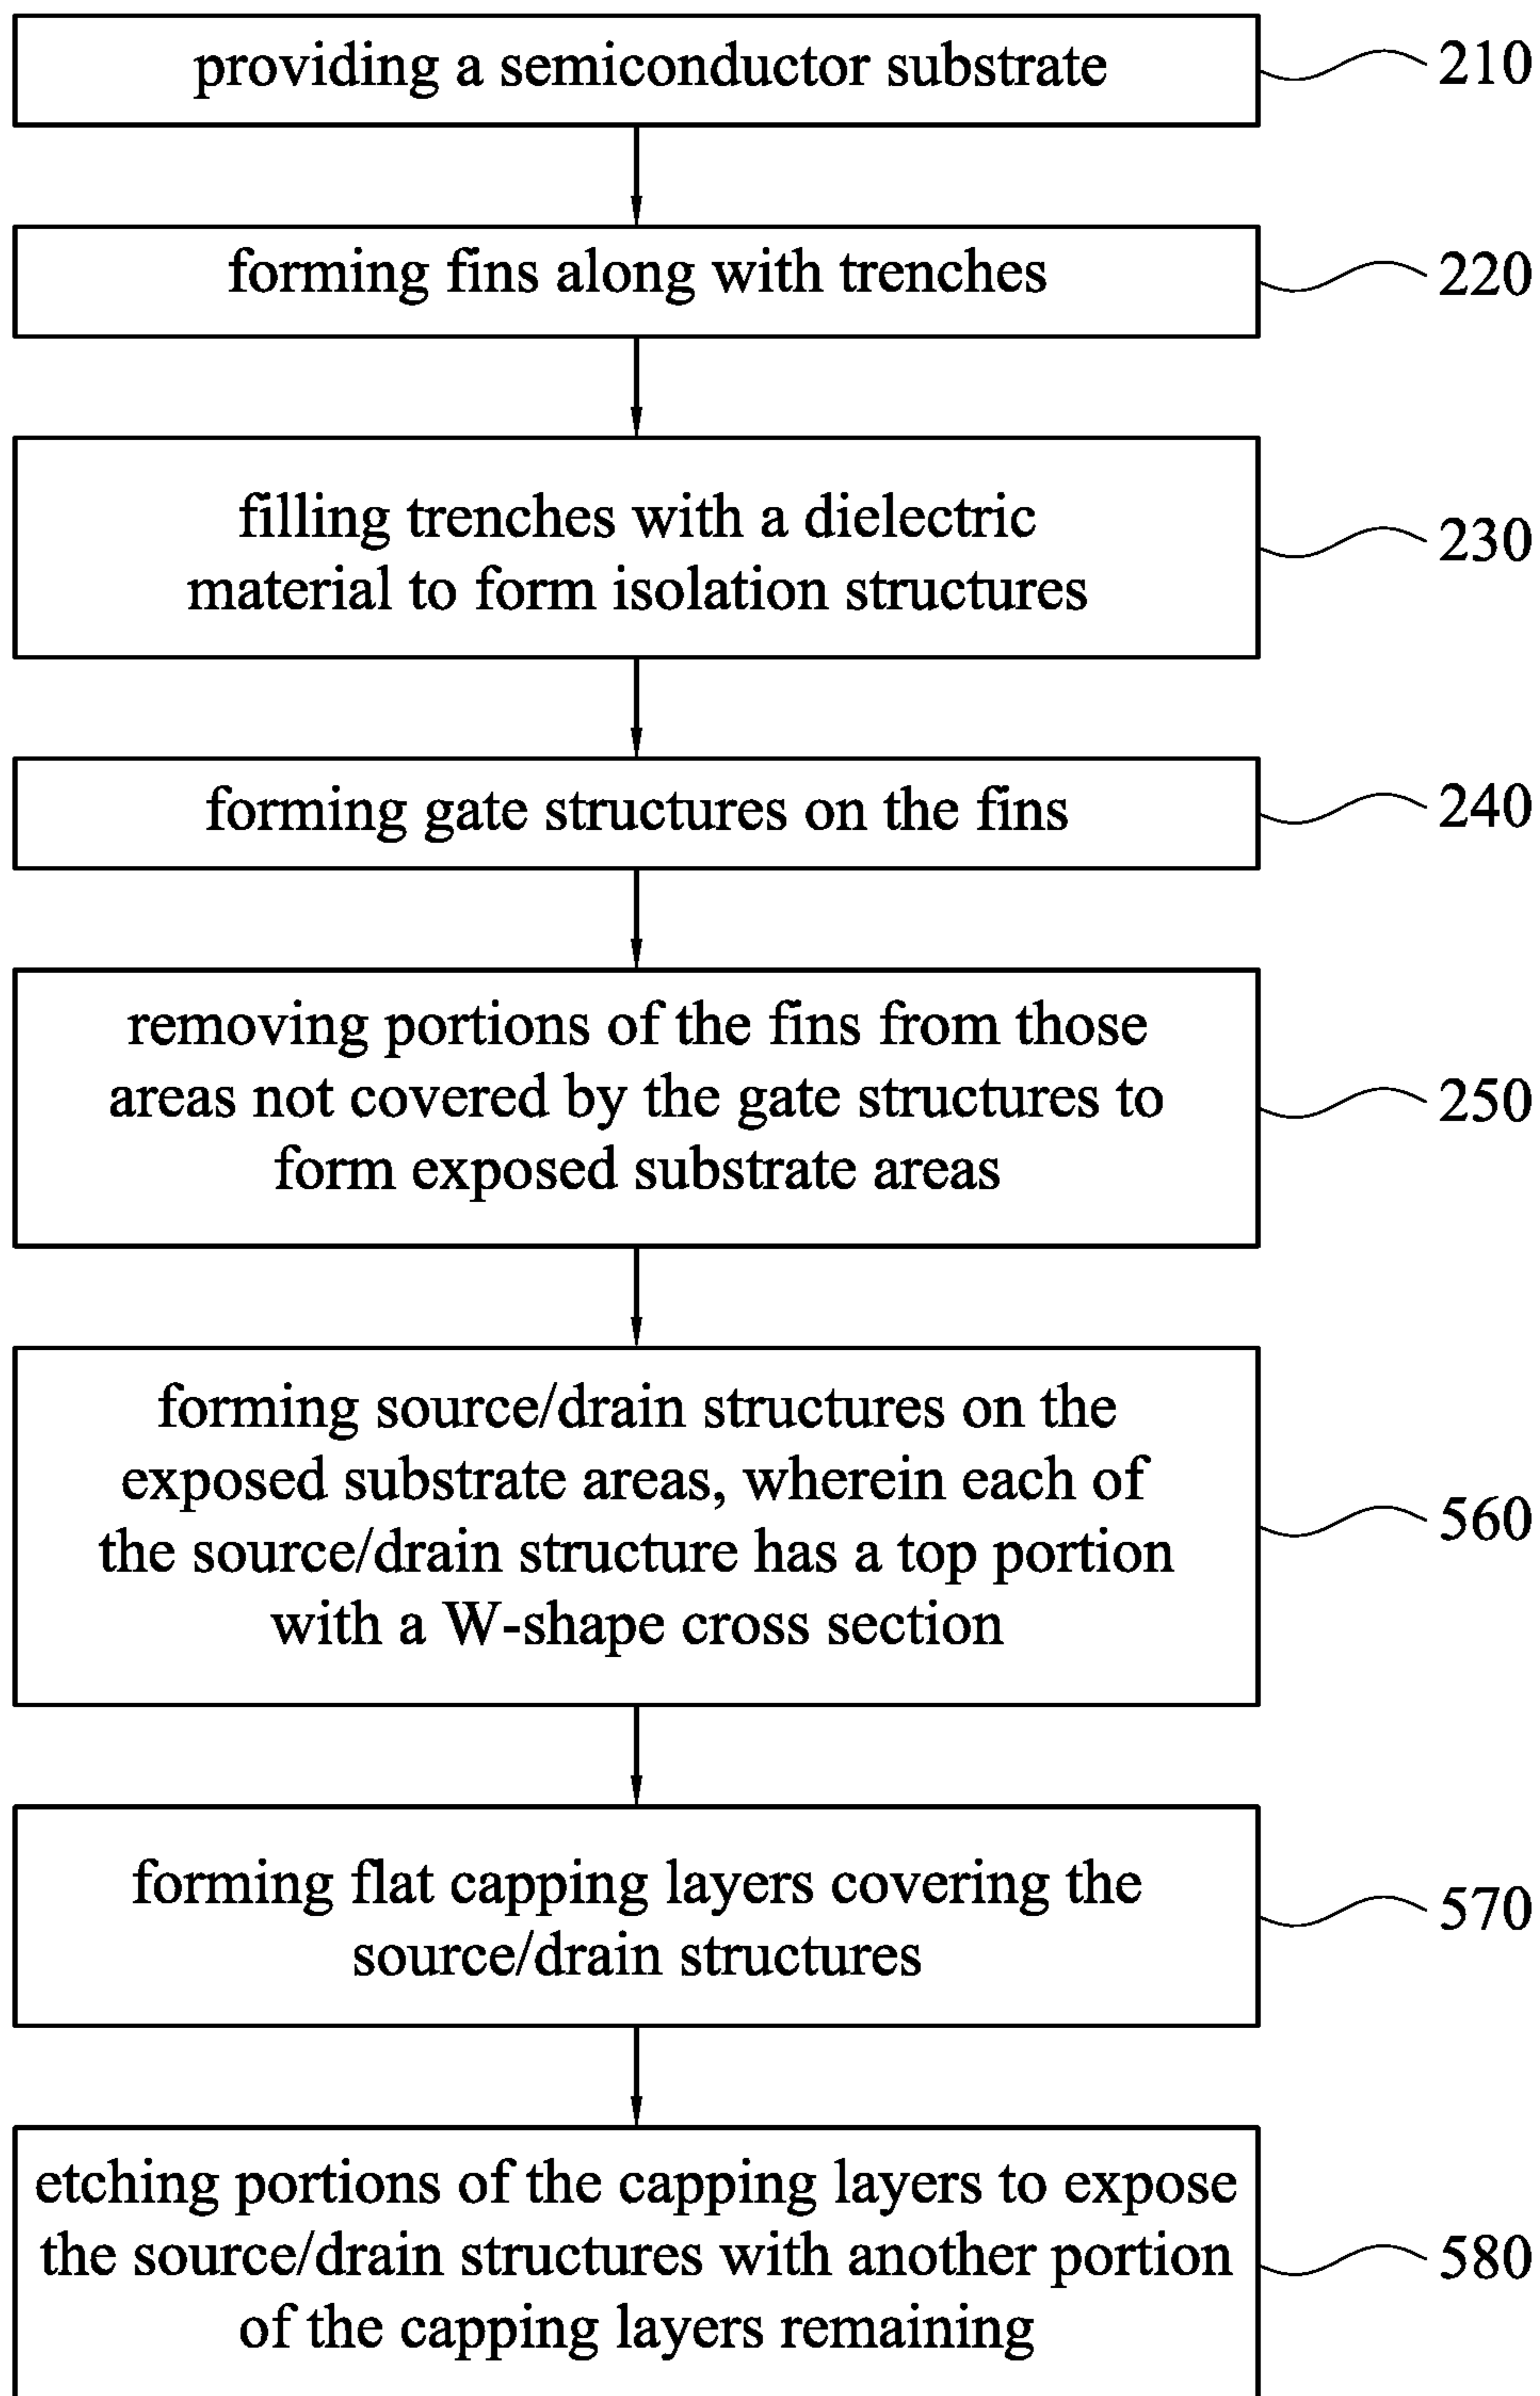 providing a semiconductor substrate
210
forming fins along with trenches
220
filling trenches with a dielectric
material to form isolation structures
230
forming gate structures on the fins
240
removing portions of the fins from those
areas not covered by the gate structures to
form exposed substrate areas
250
forming source/drain structures on the
exposed substrate areas, wherein each of
the source/drain structure has a top portion
with a W-shape cross section
560
forming flat capping layers covering the
source/drain structures
570
etching portions of the capping layers to expose
the source/drain structures with another portion
of the capping layers remaining
580